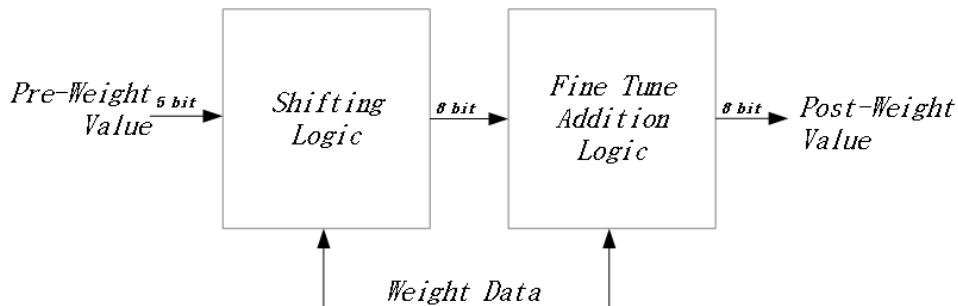 Pre-Weight
Value
5 bit
Shifting
Logic
8 bit
Fine Tune
Addition
Logic
8 bit
Post-Weight
Value
Weight Data